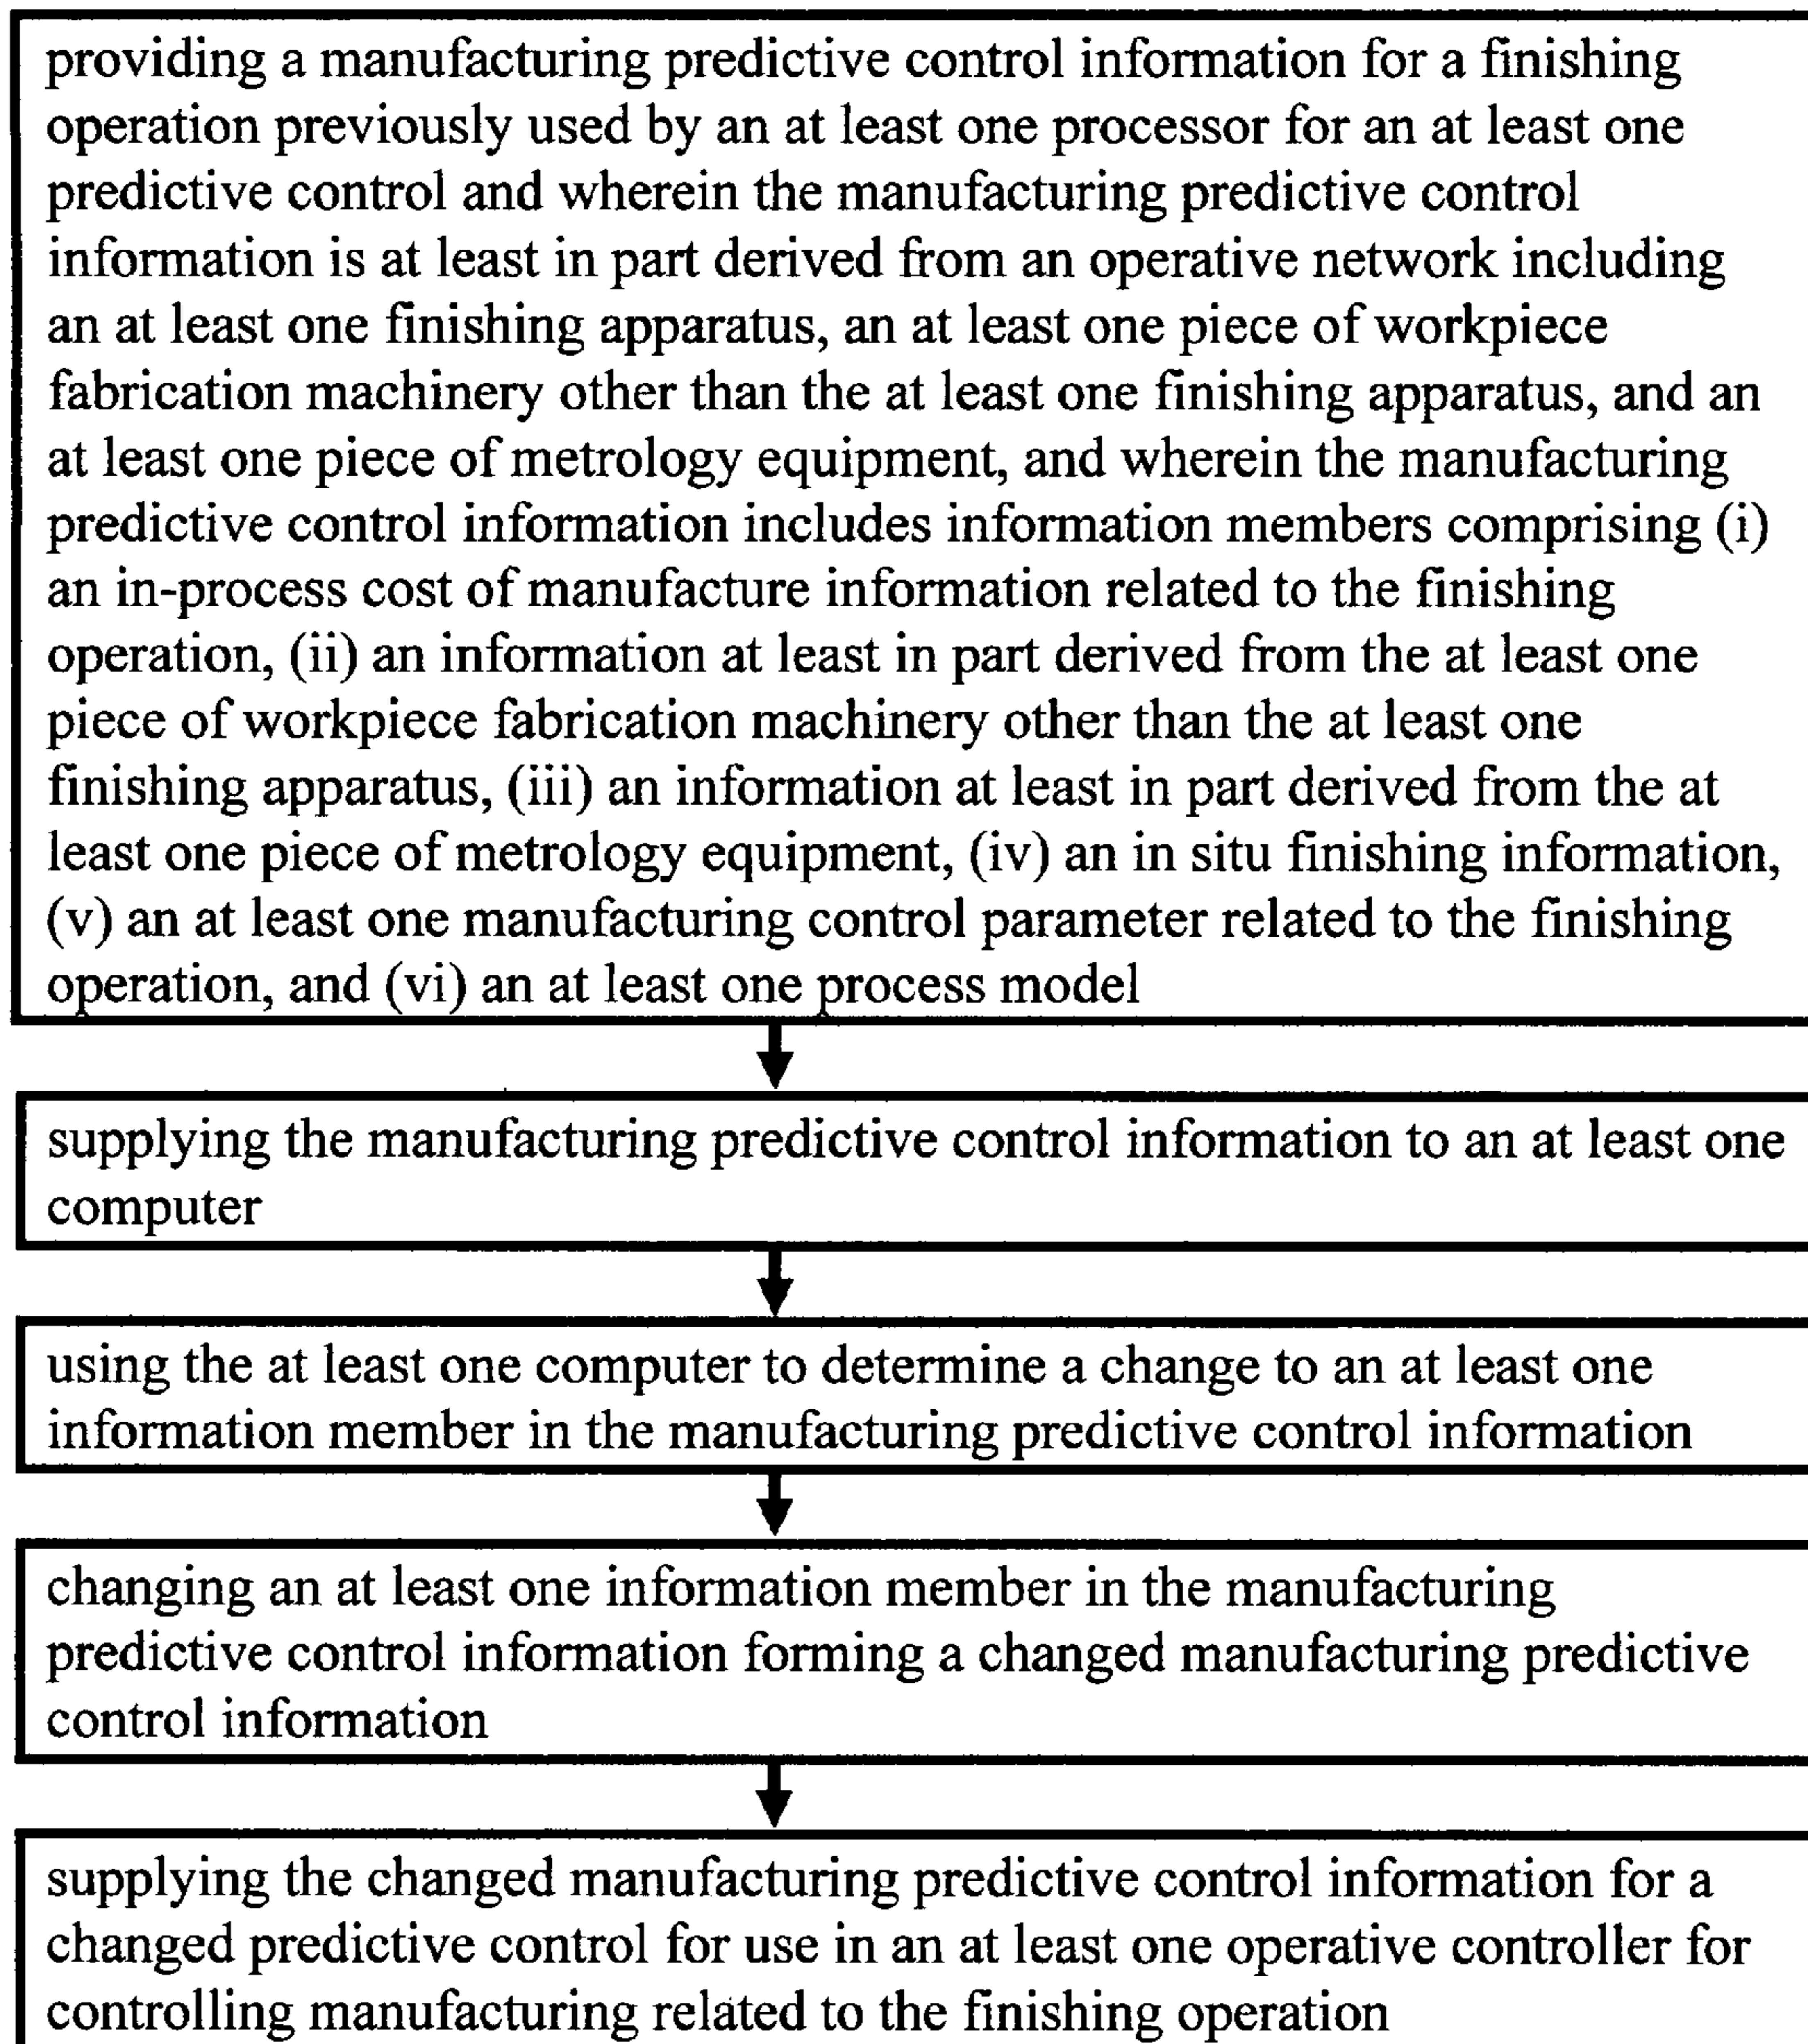 providing a manufacturing predictive control information for a finishing
operation previously used by an at least one processor for an at least one
predictive control and wherein the manufacturing predictive control
information is at least in part derived from an operative network including
an at least one finishing apparatus, an at least one piece of workpiece
fabrication machinery other than the at least one finishing apparatus, and an
at least one piece of metrology equipment, and wherein the manufacturing
predictive control information includes information members comprising (i)
an in-process cost of manufacture information related to the finishing
operation, (ii) an information at least in part derived from the at least one
piece of workpiece fabrication machinery other than the at least one
finishing apparatus, (iii) an information at least in part derived from the at
least one piece of metrology equipment, (iv) an in situ finishing information,
(v) an at least one manufacturing control parameter related to the finishing
operation, and (vi) an at least one process model
supplying the manufacturing predictive control information to an at least one
computer
using the at least one computer to determine a change to an at least one
information member in the manufacturing predictive control information
changing an at least one information member in the manufacturing
predictive control information forming a changed manufacturing predictive
control information
supplying the changed manufacturing predictive control information for a
changed predictive control for use in an at least one operative controller for
controlling manufacturing related to the finishing operation